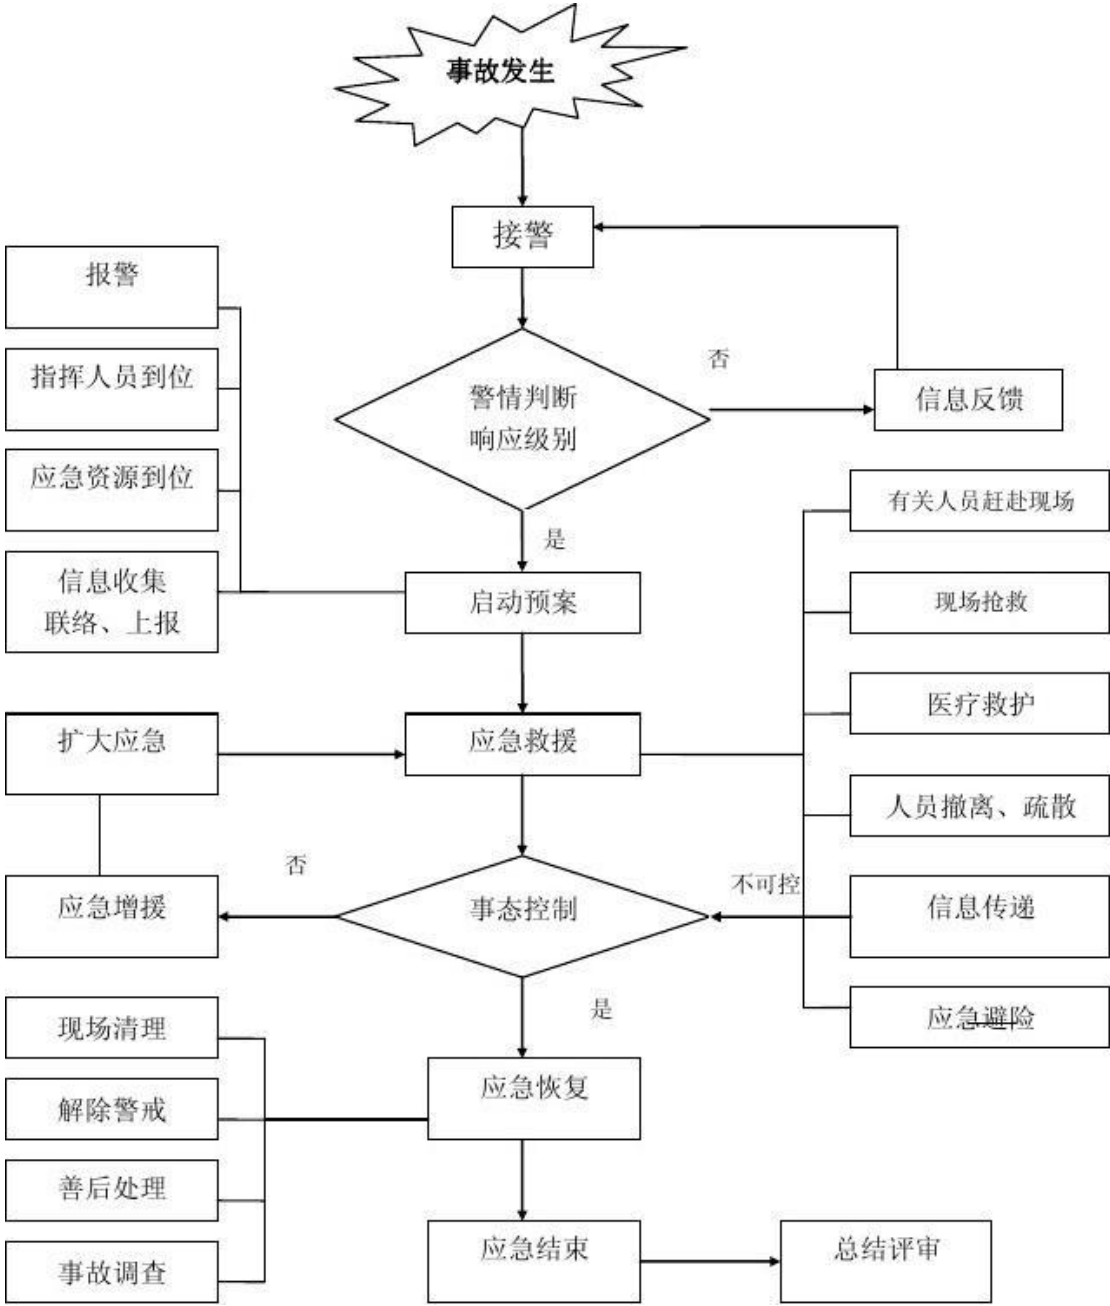 事故发生
接警
报警
否
指挥人员到位
警情判断
响应级别
信息反馈
应急资源到位
有关人员赶赴现场
是
信息收集
联络、上报
启动预案
现场抢救
医疗救护
扩大应急
应急救援
人员撤离、疏散
否
不可控
应急增援
事态控制
信息传递
是
现场清理
应急避险
应急恢复
解除警戒
善后处理
应急结束
总结评审
事故调查